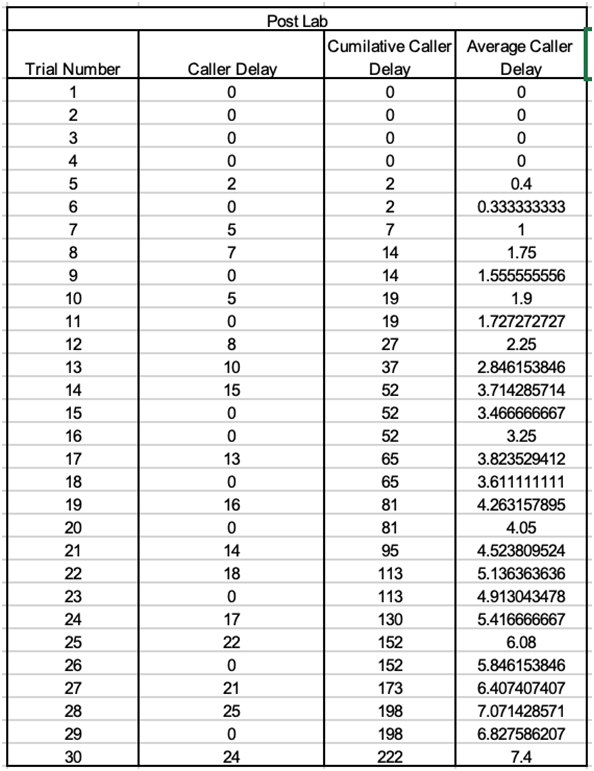 Post Lab
Trial Number Caller Delay Cumilative Caller Delay Average Caller Delay
1 0 0 0
2 0 0 0
3 0 0 0
4 0 0 0
5 2 2 0.4
6 0 2 0.333333333
7 5 7 1
8 7 14 1.75
9 0 14 1.555555556
10 5 19 1.9
11 0 19 1.727272727
12 8 27 2.25
13 10 37 2.846153846
14 15 52 3.714285714
15 0 52 3.466666667
16 0 52 3.25
17 13 65 3.823529412
18 0 65 3.611111111
19 16 81 4.263157895
20 0 81 4.05
21 14 95 4.523809524
22 18 113 5.136363636
23 0 113 4.913043478
24 17 130 5.416666667
25 22 152 6.08
26 0 152 5.846153846
27 21 173 6.407407407
28 25 198 7.071428571
29 0 198 6.827586207
30 24 222 7.4